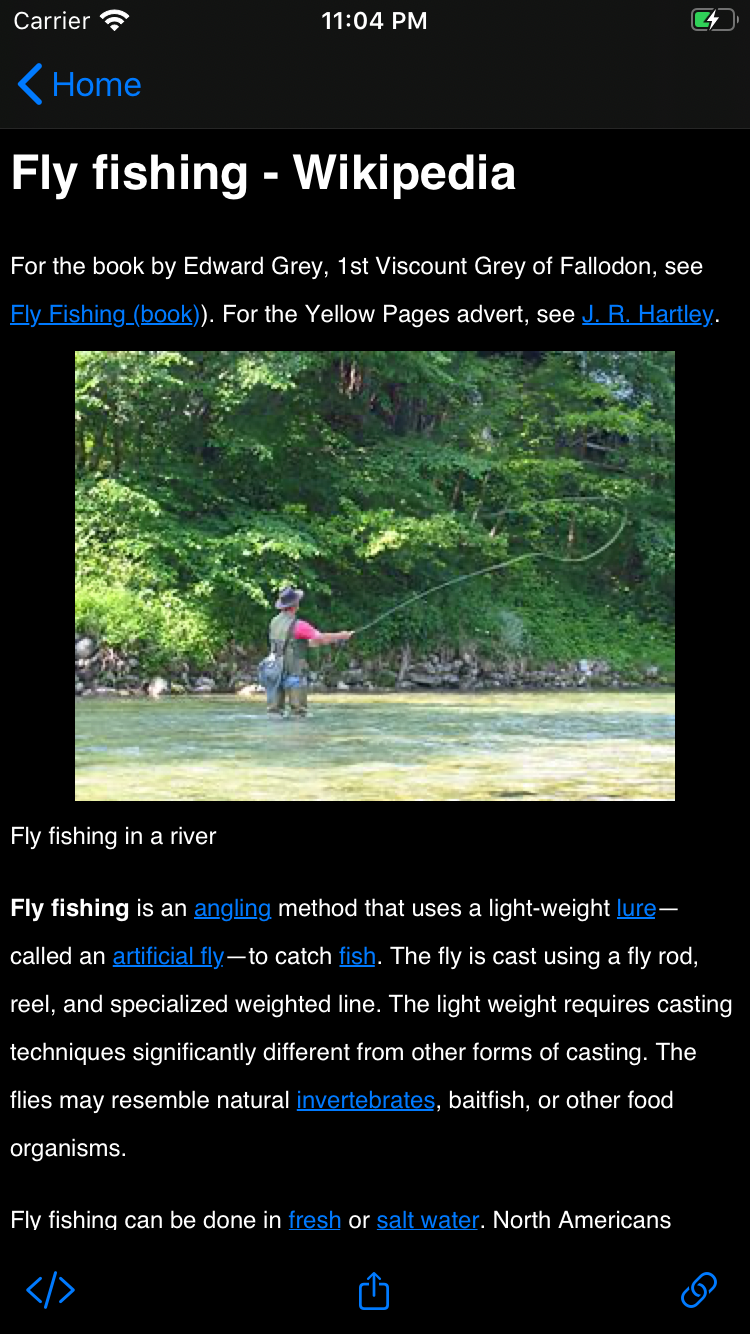 Carrier 11:04 PM
Home
Fly fishing - Wikipedia
For the book by Edward Grey, 1st Viscount Grey of Fallodon, see
Fly Fishing (book)). For the Yellow Pages advert, see J. R. Hartley.
Fly fishing in a river
Fly fishing is an angling method that uses a light-weight lure—
called an artificial fly—to catch fish. The fly is cast using a fly rod,
reel, and specialized weighted line. The light weight requires casting
techniques significantly different from other forms of casting. The
flies may resemble natural invertebrates, baitfish, or other food
organisms.
Fly fishing can be done in fresh or salt water. North Americans